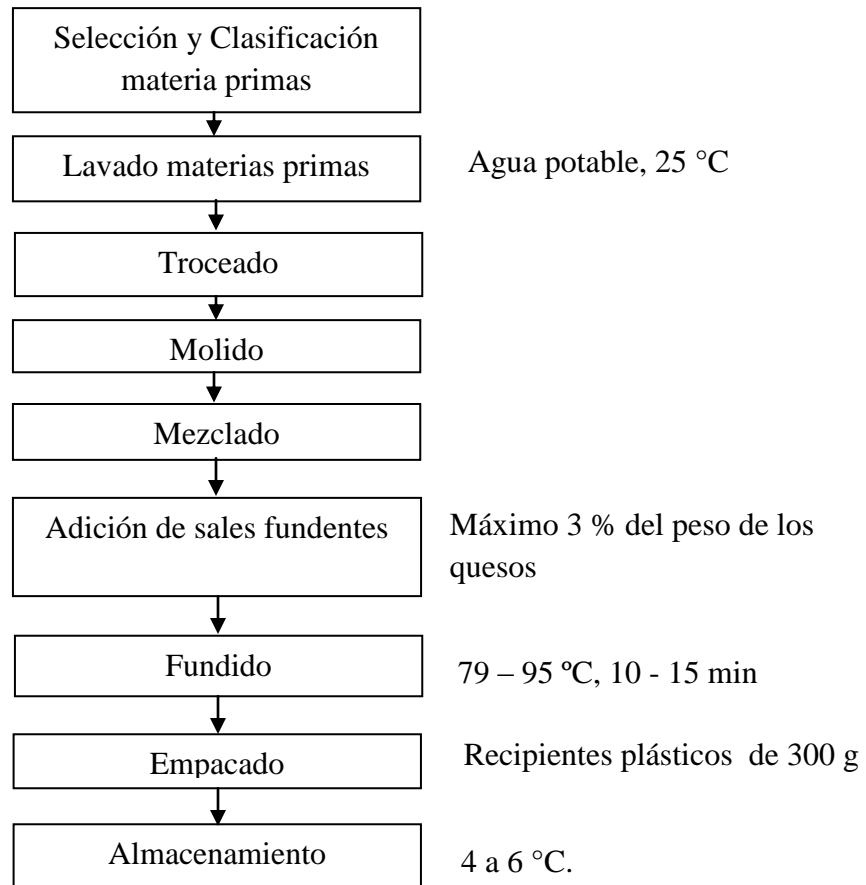 Selección y Clasificación
materia primas
Lavado materias primas
Agua potable, 25 °C
Troceado
Molido
Mezclado
Adición de sales fundentes
Máximo 3 % del peso de los
quesos
Fundido
79 – 95 ºC, 10 - 15 min
Empacado
Recipientes plásticos de 300 g
Almacenamiento
4 a 6 °C.